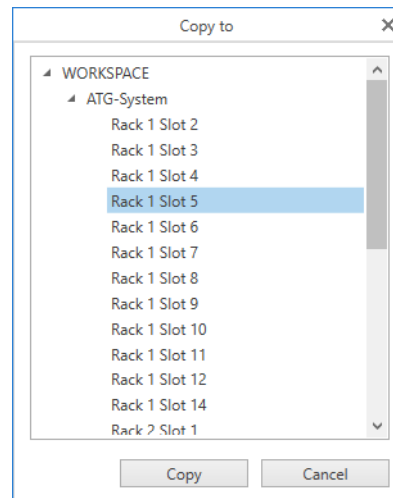 Copy to
WORKSPACE
ATG-System
Rack 1 Slot 2
Rack 1 Slot 3
Rack 1 Slot 4
Rack 1 Slot 5
Rack 1 Slot 6
Rack 1 Slot 7
Rack 1 Slot 8
Rack 1 Slot 9
Rack 1 Slot 10
Rack 1 Slot 11
Rack 1 Slot 12
Rack 1 Slot 14
Rack 2 Slot 1
Copy Cancel